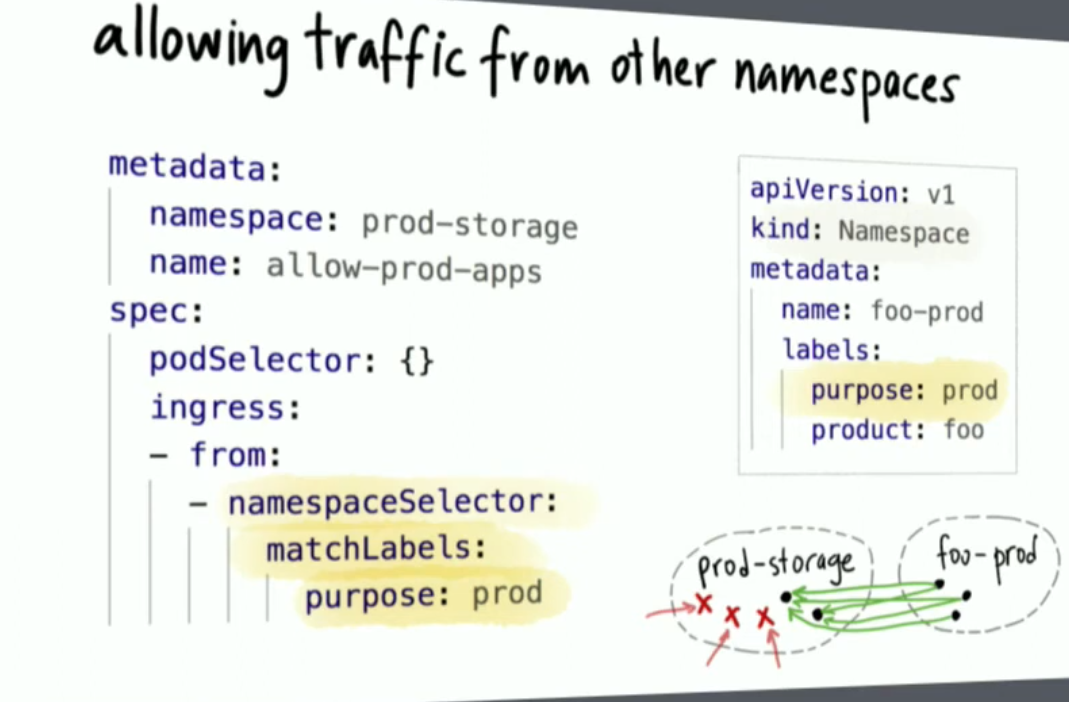 allowing traffic from other namespaces
metadata:
  namespace: prod-storage
  name: allow-prod-apps
spec:
  podSelector: {}
  ingress:
  - from:
    - namespaceSelector:
        matchLabels:
          purpose: prod
apiVersion: v1
kind: Namespace
metadata:
  name: foo-prod
  labels:
    purpose: prod
    product: foo
prod-storage
foo-prod